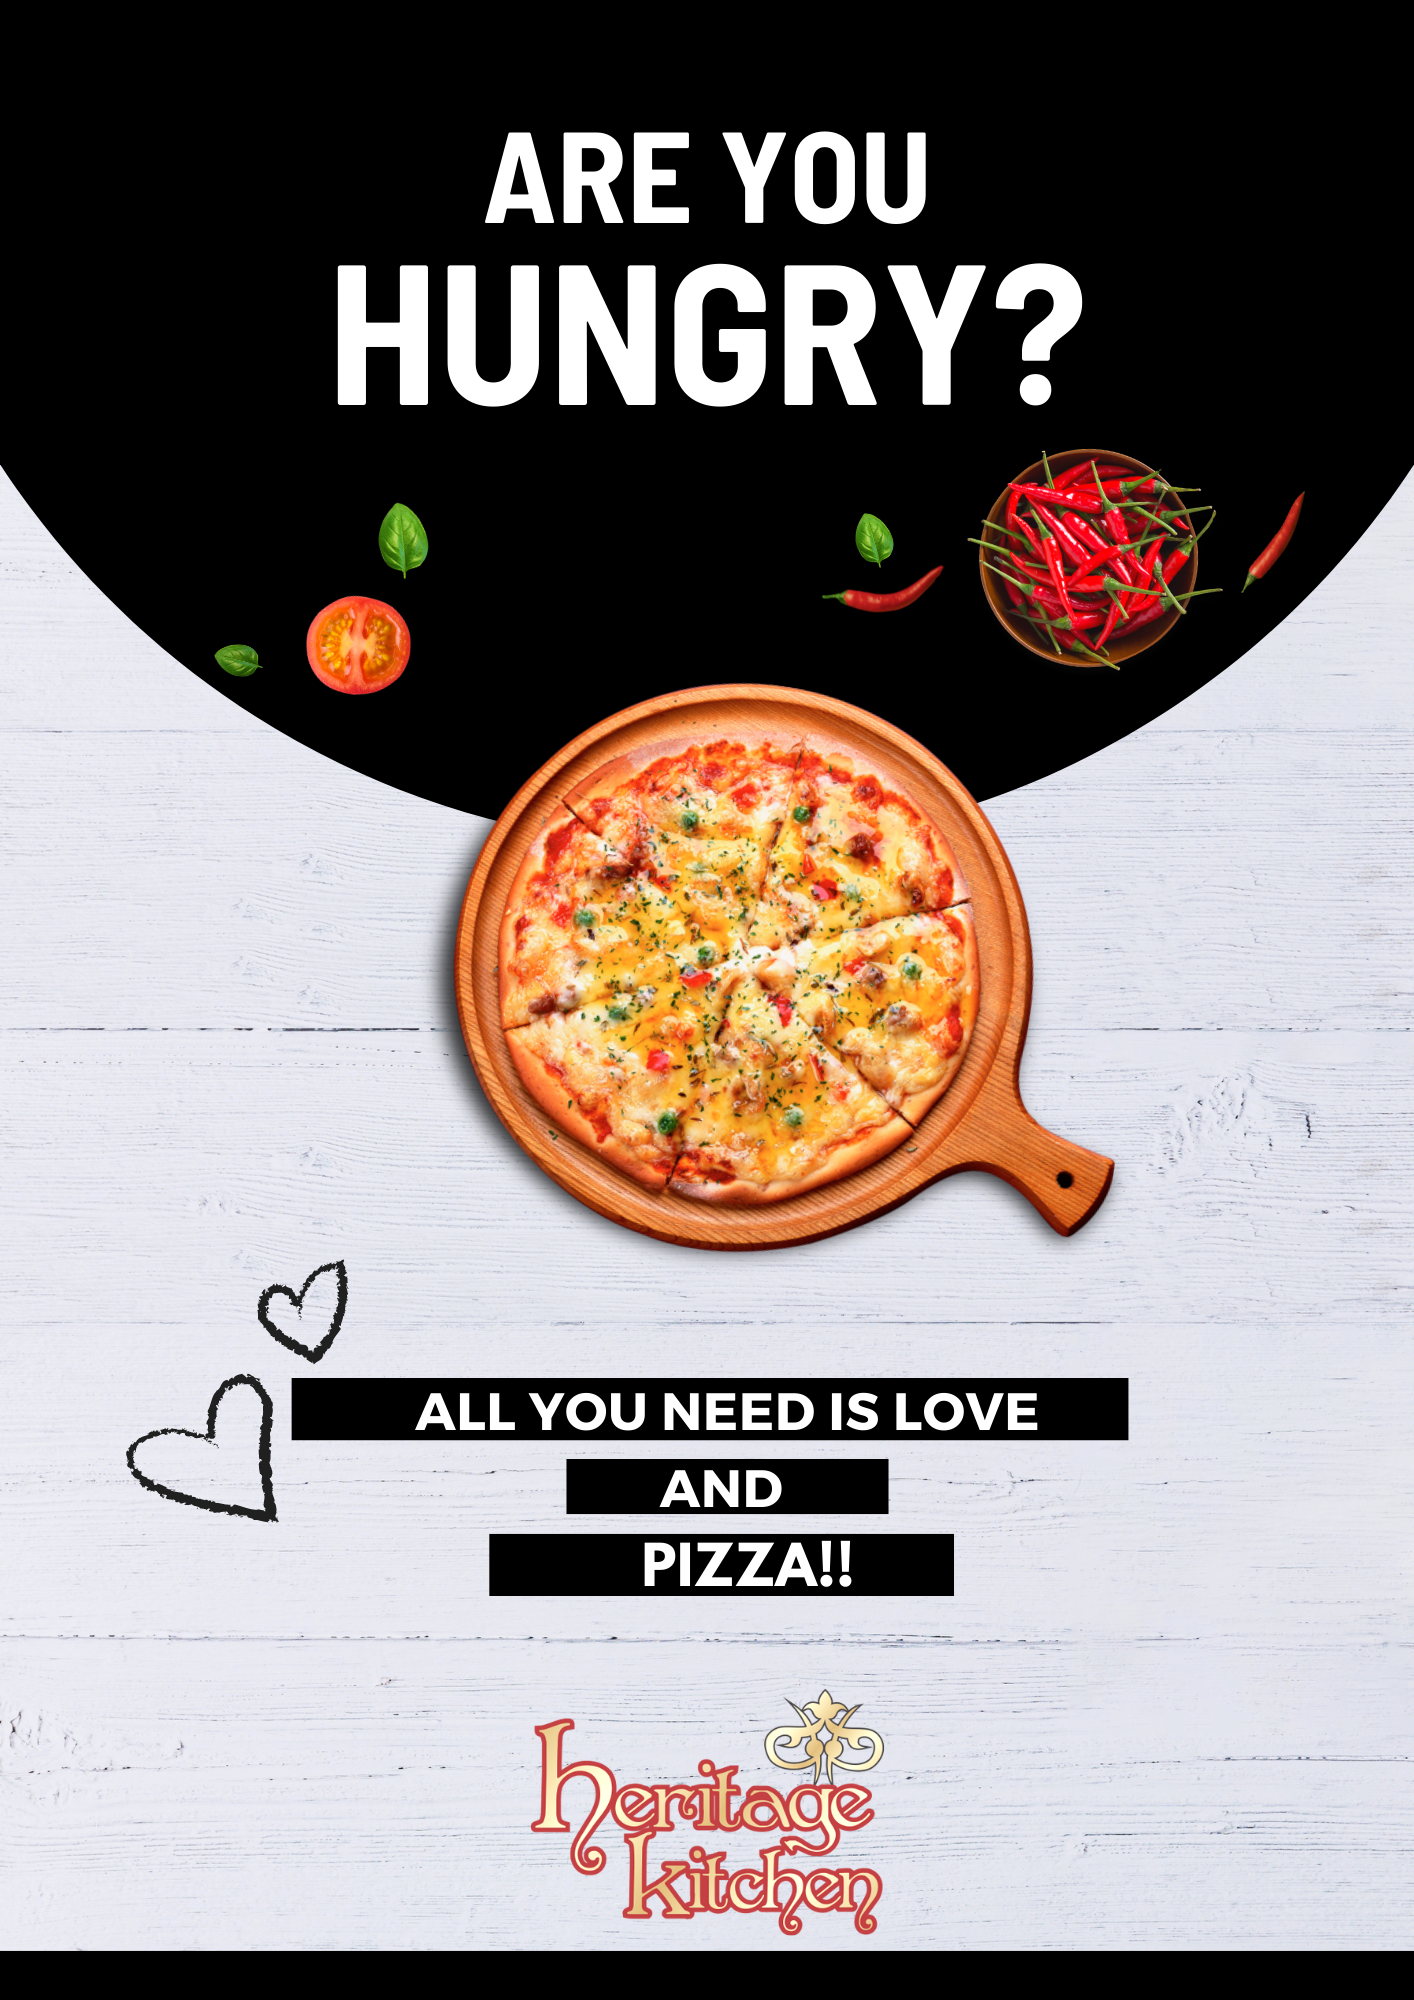 ARE YOU
HUNGRY?
ALL YOU NEED IS LOVE
AND
PIZZA!!
heritage
kitchen